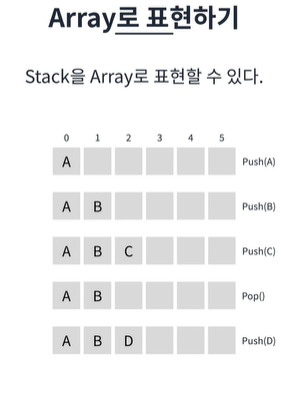 Array로 표현하기
Stack을 Array로 표현할 수 있다.
0 1 2 3 4 5
A Push(A)
A B Push(B)
A B C Push(C)
A B Pop()
A B D Push(D)